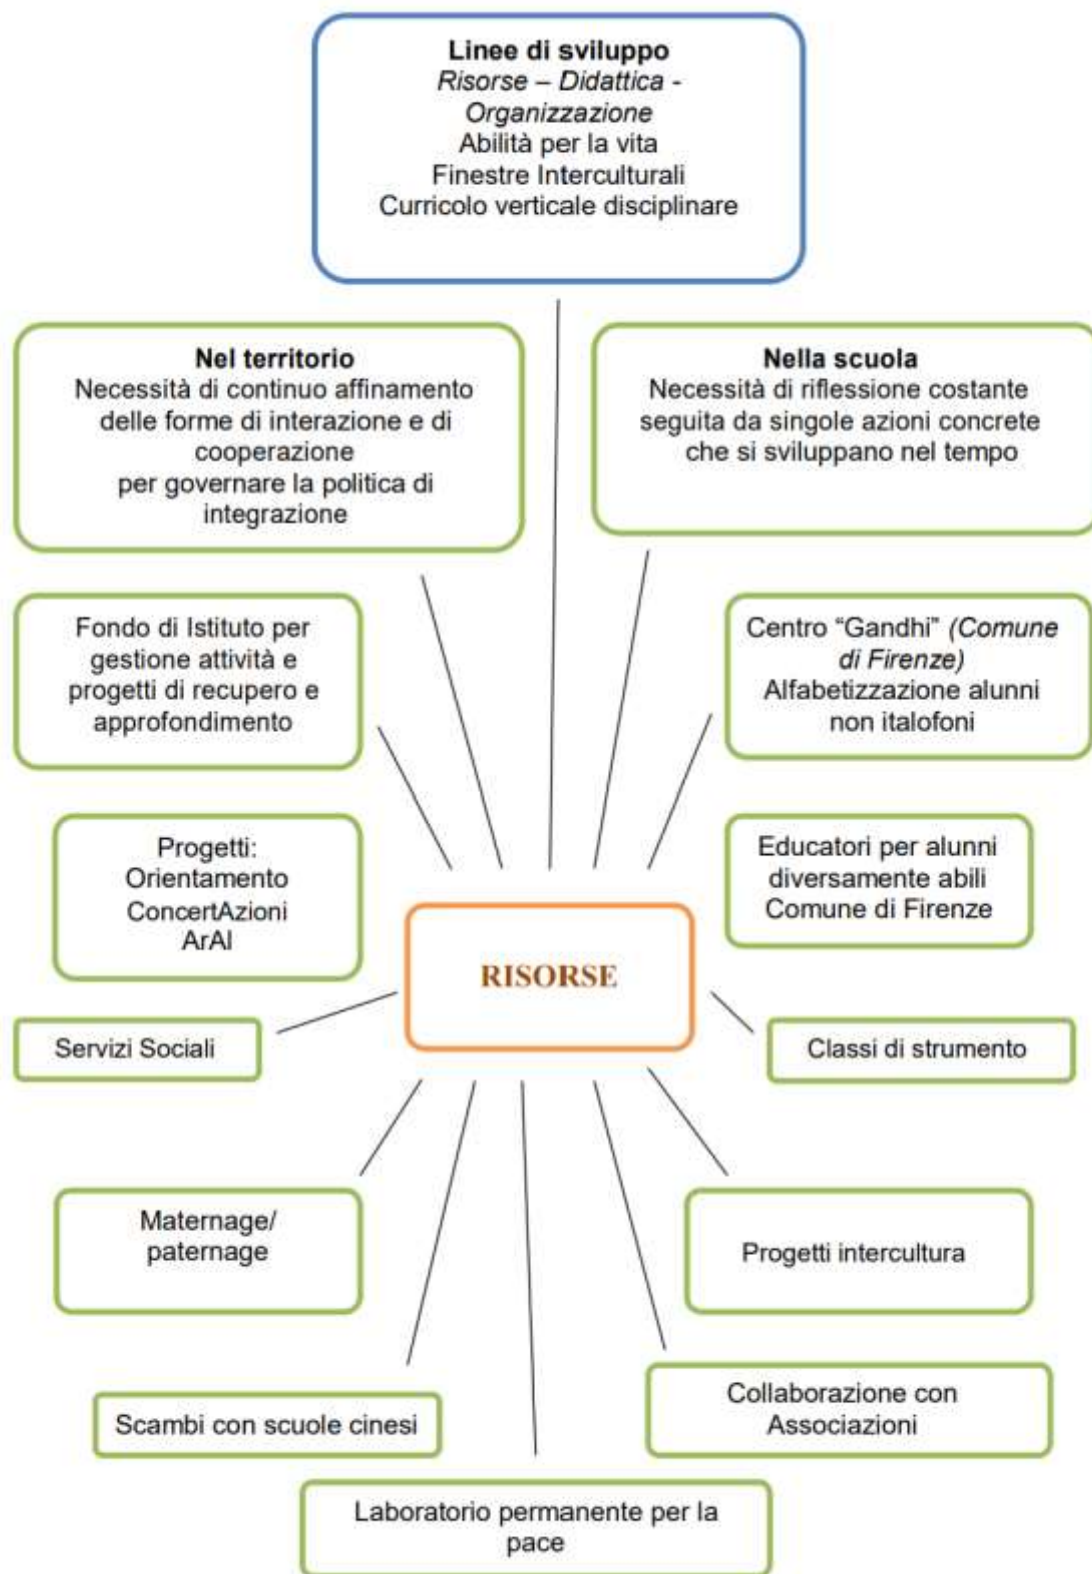 Linee di sviluppo
Risorse – Didattica -
Organizzazione
Abilità per la vita
Finestre Interculturali
Curricolo verticale disciplinare
Nel territorio
Necessità di continuo affinamento
delle forme di interazione e di
cooperazione
per governare la politica di
integrazione
Nella scuola
Necessità di riflessione costante
seguita da singole azioni concrete
che si sviluppano nel tempo
Fondo di Istituto per
gestione attività e
progetti di recupero e
approfondimento
Centro “Gandhi” (Comune
di Firenze)
Alfabetizzazione alunni
non italofoni
Progetti:
Orientamento
ConcertAzioni
ArAl
Educatori per alunni
diversamente abili
Comune di Firenze
RISORSE
Servizi Sociali
Classi di strumento
Maternage/
paternage
Progetti intercultura
Scambi con scuole cinesi
Collaborazione con
Associazioni
Laboratorio permanente per la
pace